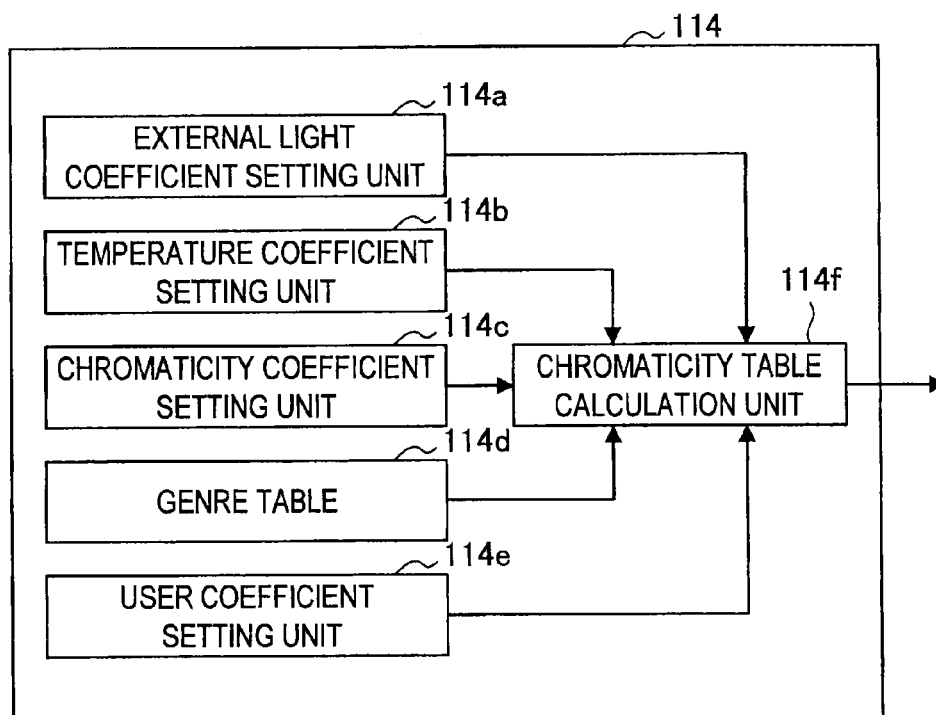 114
114a
EXTERNAL LIGHT
COEFFICIENT SETTING UNIT
114b
TEMPERATURE COEFFICIENT
SETTING UNIT
114c
CHROMATICITY COEFFICIENT
SETTING UNIT
114d
GENRE TABLE
114e
USER COEFFICIENT
SETTING UNIT
114f
CHROMATICITY TABLE
CALCULATION UNIT